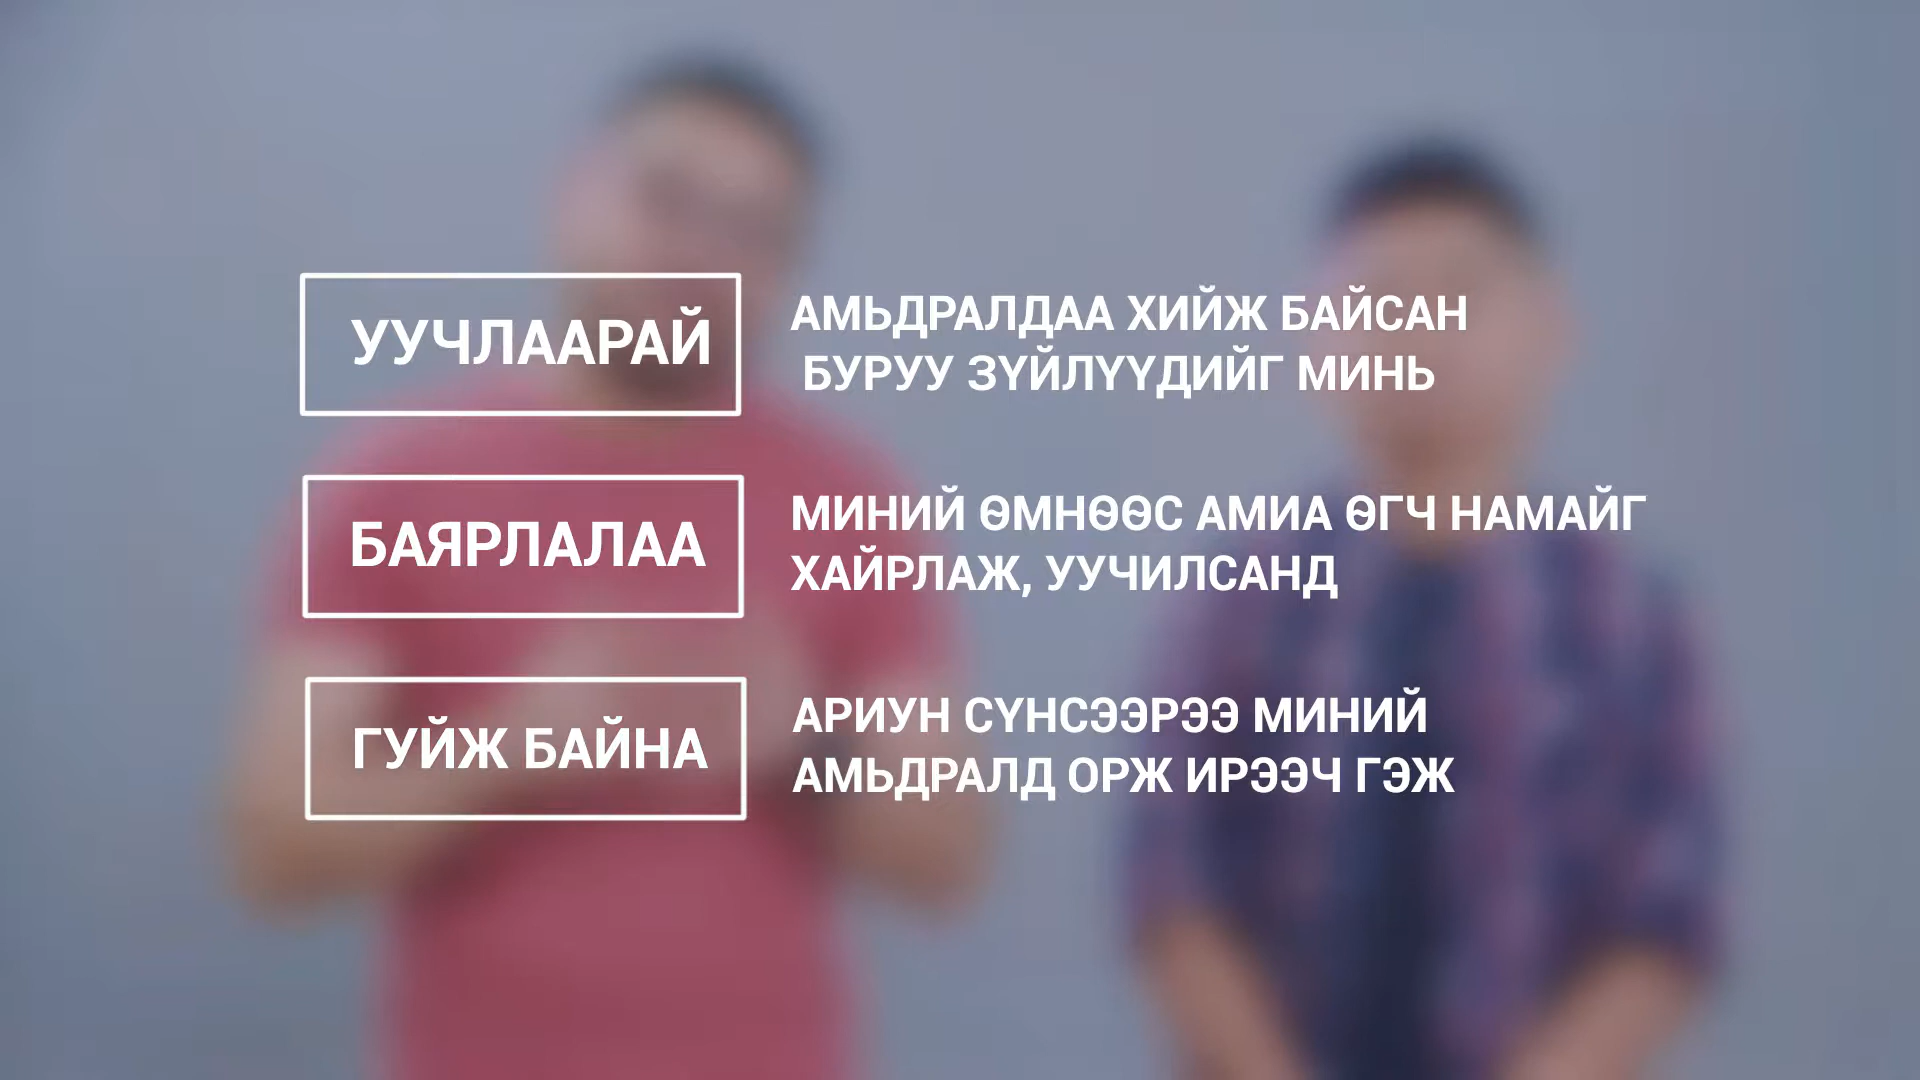 УУЧЛААРАЙ
АМЬДРАЛДАА ХИЙЖ БАЙСАН
БУРУУ ЗҮЙЛҮҮДИЙГ МИНЬ
БАЯРЛАЛАА
МИНИЙ ӨМНӨӨС АМИА ӨГЧ НАМАЙГ
ХАЙРЛАЖ, УУЧИЛСАНД
ГУЙЖ БАЙНА
АРИУН СҮНСЭЭРЭЭ МИНИЙ
АМЬДРАЛД ОРЖ ИРЭЭЧ ГЭЖ